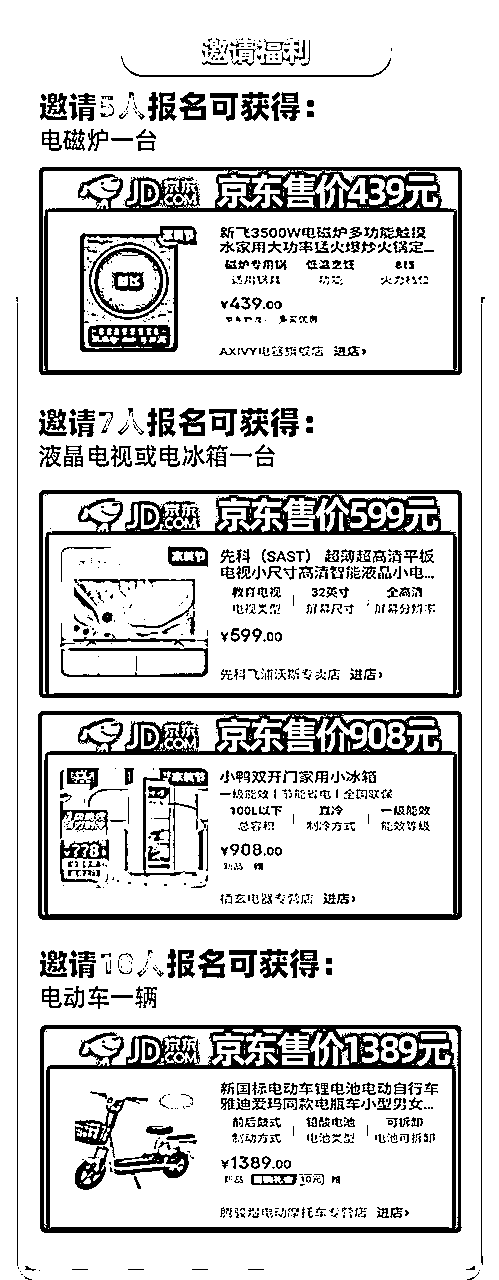 邀请福利
邀请5人报名可获得：
电磁炉一台
JD京东.COM 京东售价439元
新飞3500W电磁炉多功能触摸
水家用大功率猛火爆炒火锅定...
磁炉专用锅 低温烹饪 8档
适用锅具 功能 火力档位
¥439.00
AXIVY电器旗舰店 进店›
邀请7人报名可获得：
液晶电视或电冰箱一台
JD京东.COM 京东售价599元
家装节
先科（SAST） 超薄超高清平板
电视小尺寸高清智能液晶小电...
教育电视 32英寸 全高清
电视类型 屏幕尺寸 屏幕分辨率
¥599.00
先科飞浦沃斯专卖店 进店›
JD京东.COM 京东售价908元
小鸭双开门家用小冰箱
一级能效丨节能省电丨全国联保
100L以下 直冷 一级能效
总容积 制冷方式 能效等级
¥908.00
778
电器专营店 进店›
邀请10人报名可获得：
电动车一辆
JD京东.COM 京东售价1389元
新国标电动车锂电池电动自行车
雅迪爱玛同款电瓶车小型男女...
前后鼓式 铅酸电池 可拆卸
制动方式 电池类型 电池可拆卸
¥1389.00
电动摩托车专营店 进店›